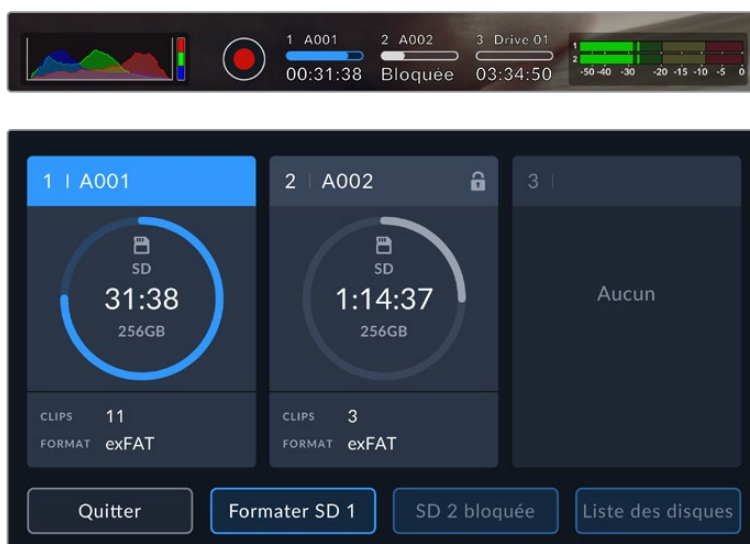 1 A001 2 A002 3 Drive 01
00:31:38 Bloquée 03:34:50
1
2
-50 -40 -30 -20 -15 -10 -5 0
1 | A001
SD
31:38
256GB
CLIPS 11
FORMAT exFAT
2 | A002
SD
1:14:37
256GB
CLIPS 3
FORMAT exFAT
3 |
Aucun
Quitter Formater SD 1 SD 2 bloquée Liste des disques